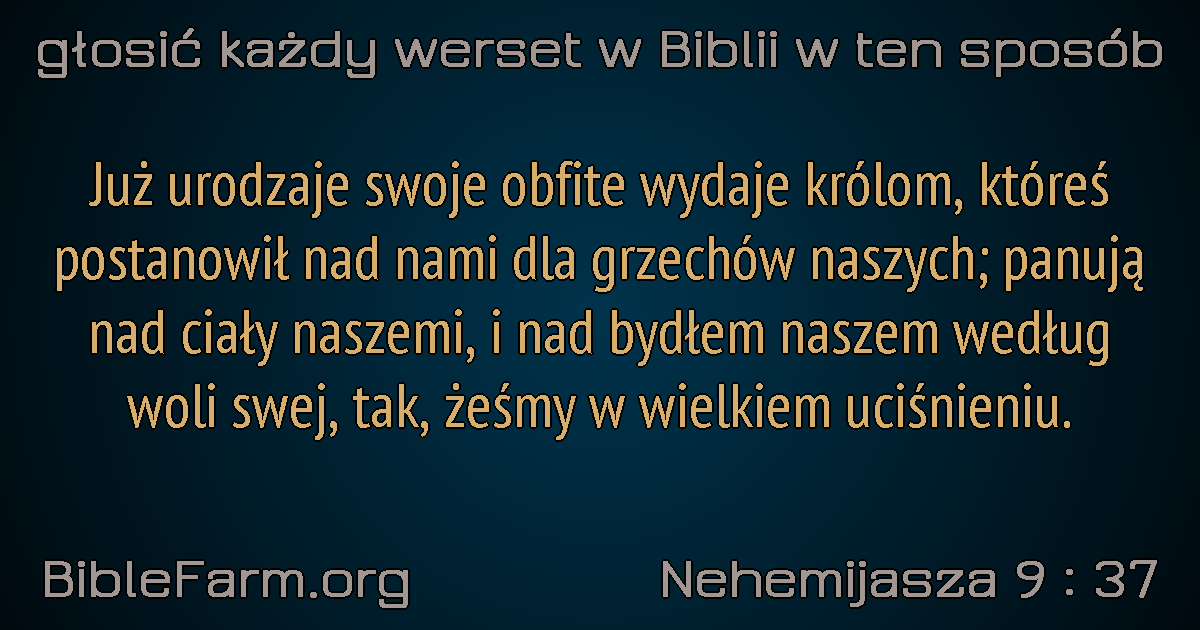 głosić każdy werset w Biblii w ten sposób
Już urodzaje swoje obfite wydaje królom, któreś
postanowił nad nami dla grzechów naszych; panują
nad ciały naszemi, i nad bydłem naszem według
woli swej, tak, żeśmy w wielkiem uciśnieniu.
BibleFarm.org
Nehemijasza 9 : 37